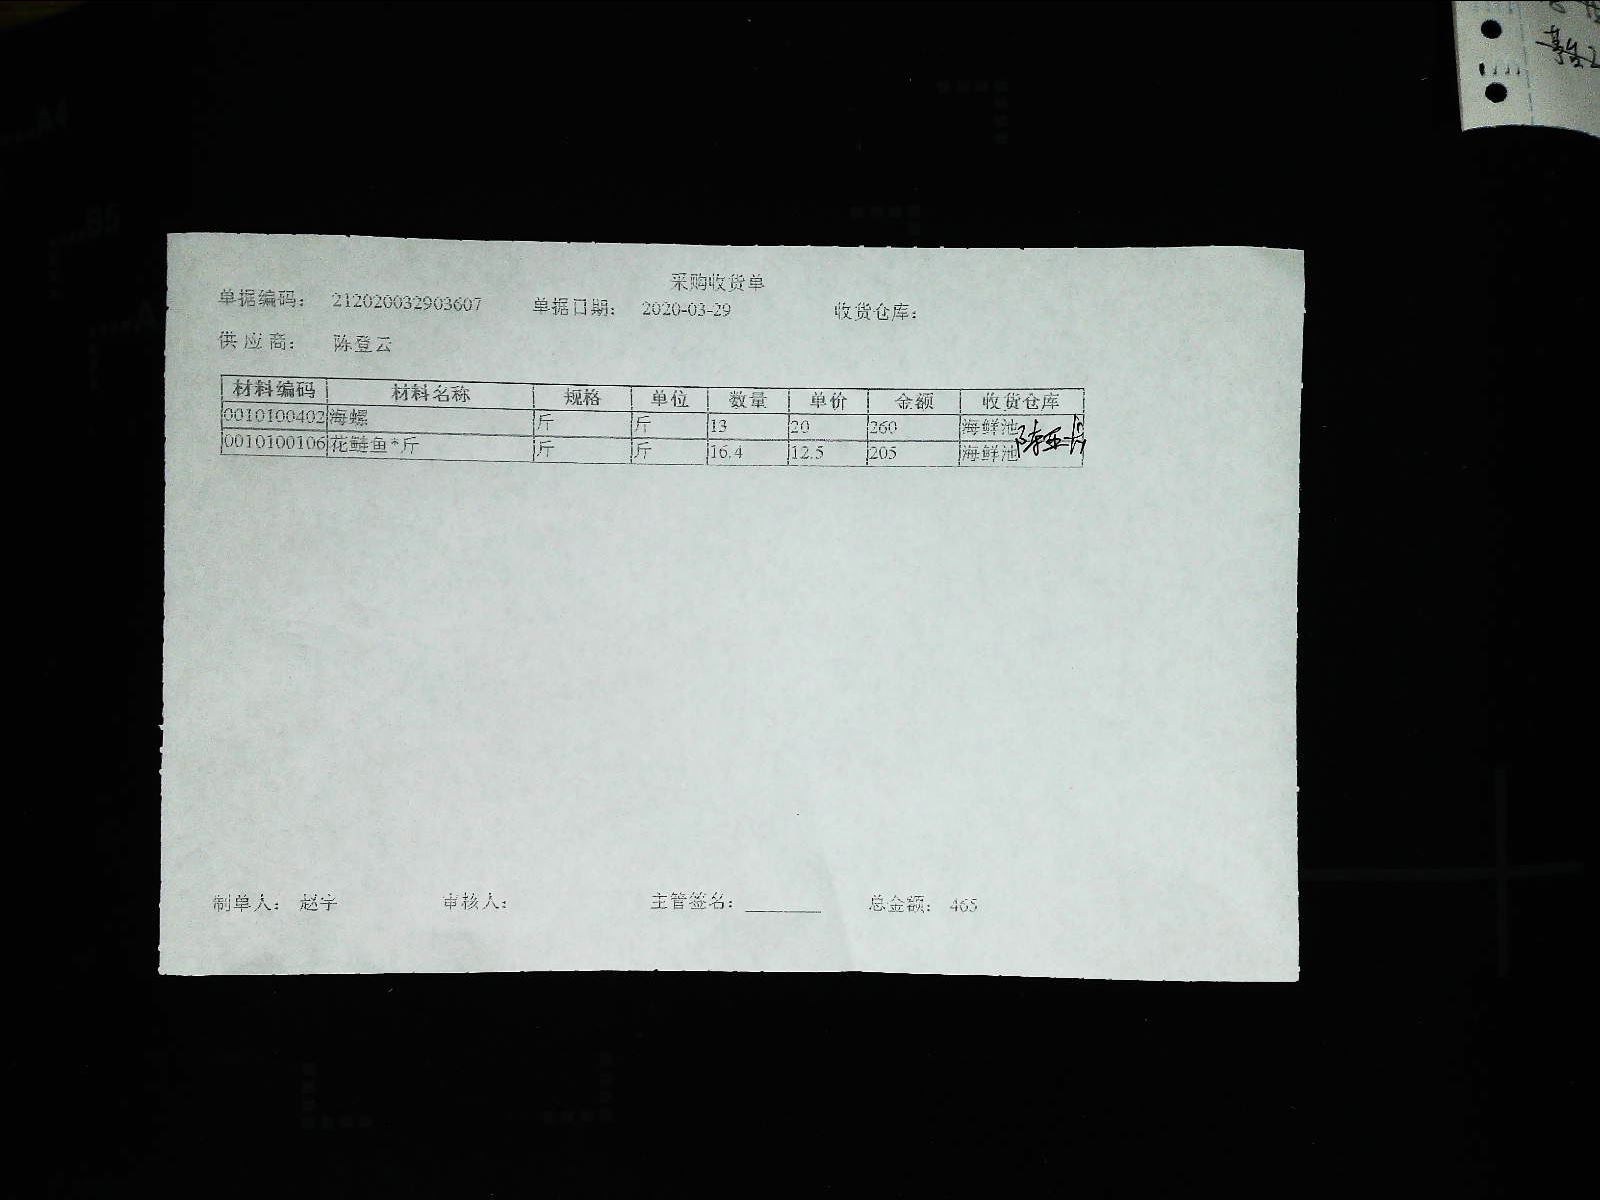 采购收货单
单据编码: 212020032903607 单据日期: 2020-03-29 收货仓库:
供应商: 陈登云
材料编码 材料名称 规格 单位 数量 单价 金额 收货仓库
0010100402 海螺 斤 斤 13 20 260 海鲜池
0010100106 花鲢鱼*斤 斤 斤 16.4 12.5 205 海鲜池
制单人: 赵宇 审核人: 主管签名: 总金额: 465